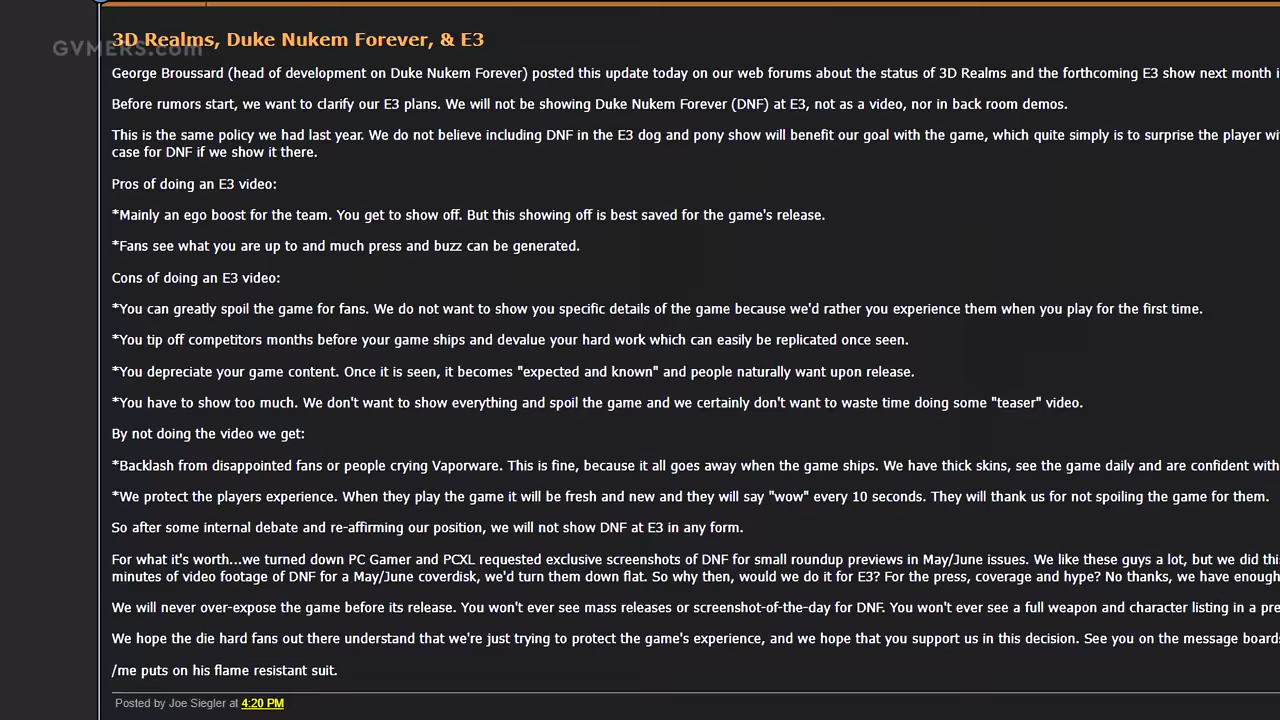 GVMERS.com
3D Realms, Duke Nukem Forever, & E3
George Broussard (head of development on Duke Nukem Forever) posted this update today on our web forums about the status of 3D Realms and the forthcoming E3 show next month i
Before rumors start, we want to clarify our E3 plans. We will not be showing Duke Nukem Forever (DNF) at E3, not as a video, nor in back room demos.
This is the same policy we had last year. We do not believe including DNF in the E3 dog and pony show will benefit our goal with the game, which quite simply is to surprise the player wi
case for DNF if we show it there.
Pros of doing an E3 video:
*Mainly an ego boost for the team. You get to show off. But this showing off is best saved for the game's release.
*Fans see what you are up to and much press and buzz can be generated.
Cons of doing an E3 video:
*You can greatly spoil the game for fans. We do not want to show you specific details of the game because we'd rather you experience them when you play for the first time.
*You tip off competitors months before your game ships and devalue your hard work which can easily be replicated once seen.
*You depreciate your game content. Once it is seen, it becomes "expected and known" and people naturally want upon release.
*You have to show too much. We don't want to show everything and spoil the game and we certainly don't want to waste time doing some "teaser" video.
By not doing the video we get:
*Backlash from disappointed fans or people crying Vaporware. This is fine, because it all goes away when the game ships. We have thick skins, see the game daily and are confident with
*We protect the players experience. When they play the game it will be fresh and new and they will say "wow" every 10 seconds. They will thank us for not spoiling the game for them.
So after some internal debate and re-affirming our position, we will not show DNF at E3 in any form.
For what it's worth...we turned down PC Gamer and PCXL requested exclusive screenshots of DNF for small roundup previews in May/June issues. We like these guys a lot, but we did thi
minutes of video footage of DNF for a May/June coverdisk, we'd turn them down flat. So why then, would we do it for E3? For the press, coverage and hype? No thanks, we have enough
We will never over-expose the game before its release. You won't ever see mass releases or screenshot-of-the-day for DNF. You won't ever see a full weapon and character listing in a pre
We hope the die hard fans out there understand that we're just trying to protect the game's experience, and we hope that you support us in this decision. See you on the message boards
/me puts on his flame resistant suit.
Posted by Joe Siegler at 4:20 PM